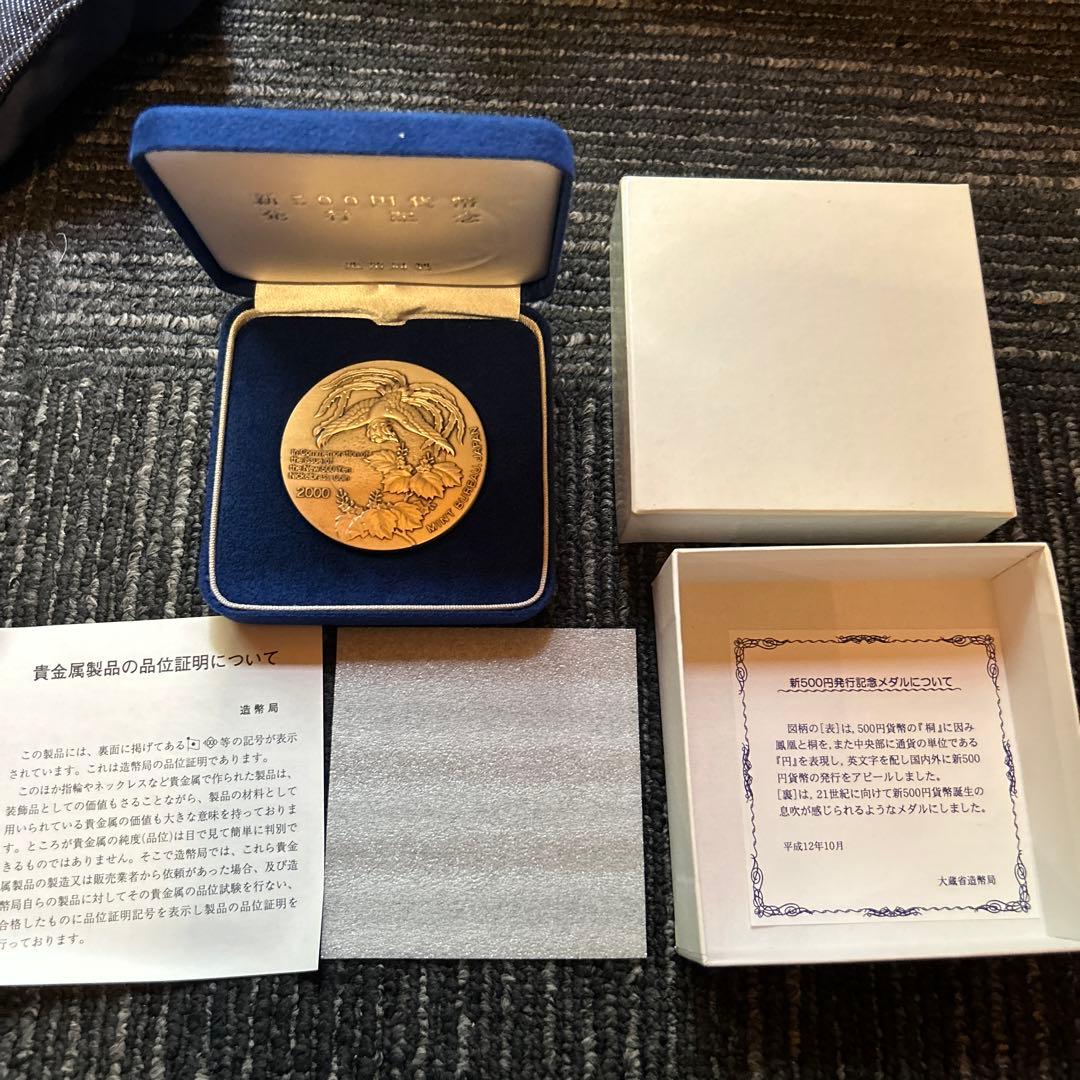 新500円貨幣
発行記念
In Commemoration of
the Issue of
the New 500 Yen
Nickel-brass Coin
2000
MINT BUREAU, JAPAN
貴金属製品の品位証明について
造幣局
この製品には、裏面に掲げてある 等の記号が表示
されています。これは造幣局の品位証明であります。
このほか指輪やネックレスなど貴金属で作られた製品は、
装飾品としての価値もさることながら、製品の材料として
用いられている貴金属の価値も大きな意味を持っておりま
す。ところが貴金属の純度(品位)は目で見て簡単に判別で
きるものではありません。そこで造幣局では、これら貴金
属製品の製造又は販売業者から依頼があった場合、及び造
幣局自らの製品に対してその貴金属の品位試験を行ない、
合格したものに品位証明記号を表示し製品の品位証明を
行っております。
新500円発行記念メダルについて
図柄の[表]は、500円貨幣の『桐』に因み
鳳凰と桐を、また中央部に通貨の単位である
『円』を表現し、英文字を配し国内外に新500
円貨幣の発行をアピールしました。
[裏]は、21世紀に向けて新500円貨幣誕生の
息吹が感じられるようなメダルにしました。
平成12年10月
大蔵省造幣局